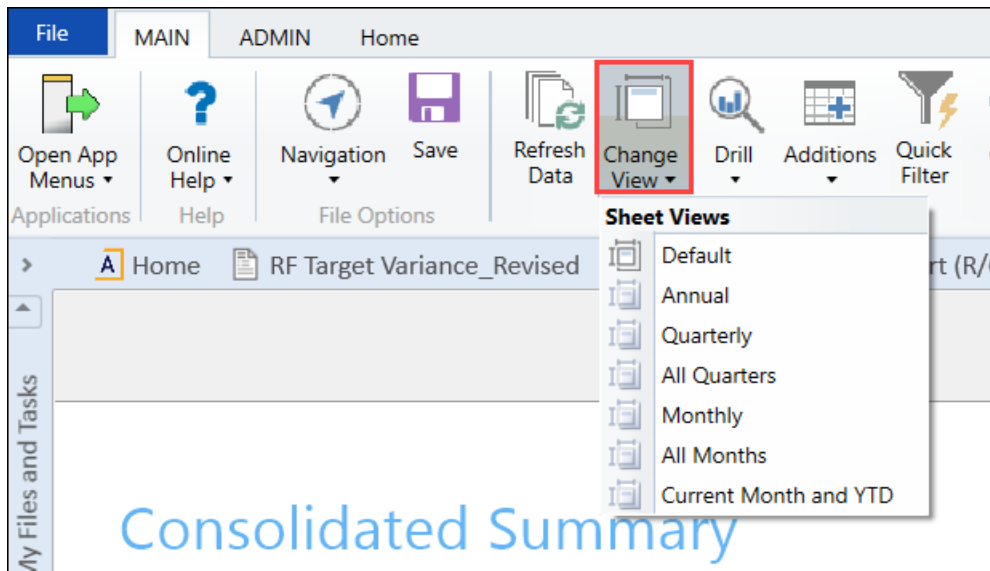 File MAIN ADMIN Home
Open App Menus
Online Help
Navigation
Save
Refresh Data
Change View
Drill
Additions
Quick Filter
Applications
Help
File Options
Sheet Views
Home
RF Target Variance_Revised
rt (R/
Default
Annual
Quarterly
All Quarters
Monthly
All Months
Current Month and YTD
My Files and Tasks
Consolidated Summary